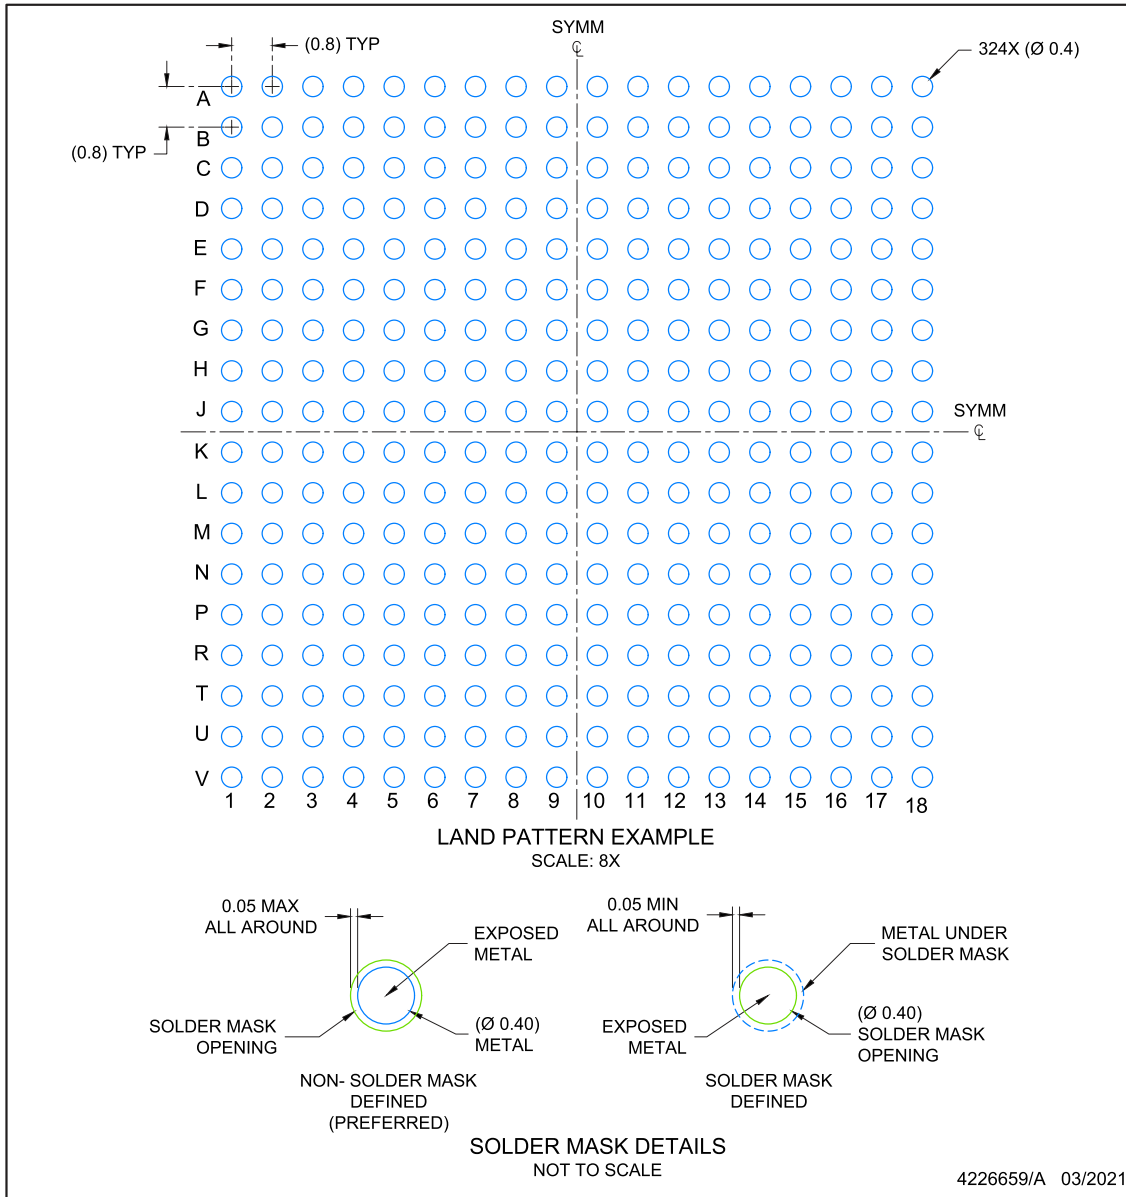 SYMM
℄
(0.8) TYP
324X (Ø 0.4)
A
B
(0.8) TYP
C
D
E
F
G
H
J
SYMM
℄
K
L
M
N
P
R
T
U
V
1 2 3 4 5 6 7 8 9 10 11 12 13 14 15 16 17 18
LAND PATTERN EXAMPLE
SCALE: 8X
0.05 MAX
ALL AROUND
EXPOSED
METAL
SOLDER MASK
OPENING
(Ø 0.40)
METAL
NON- SOLDER MASK
DEFINED
(PREFERRED)
0.05 MIN
ALL AROUND
METAL UNDER
SOLDER MASK
EXPOSED
METAL
(Ø 0.40)
SOLDER MASK
OPENING
SOLDER MASK
DEFINED
SOLDER MASK DETAILS
NOT TO SCALE
4226659/A 03/2021